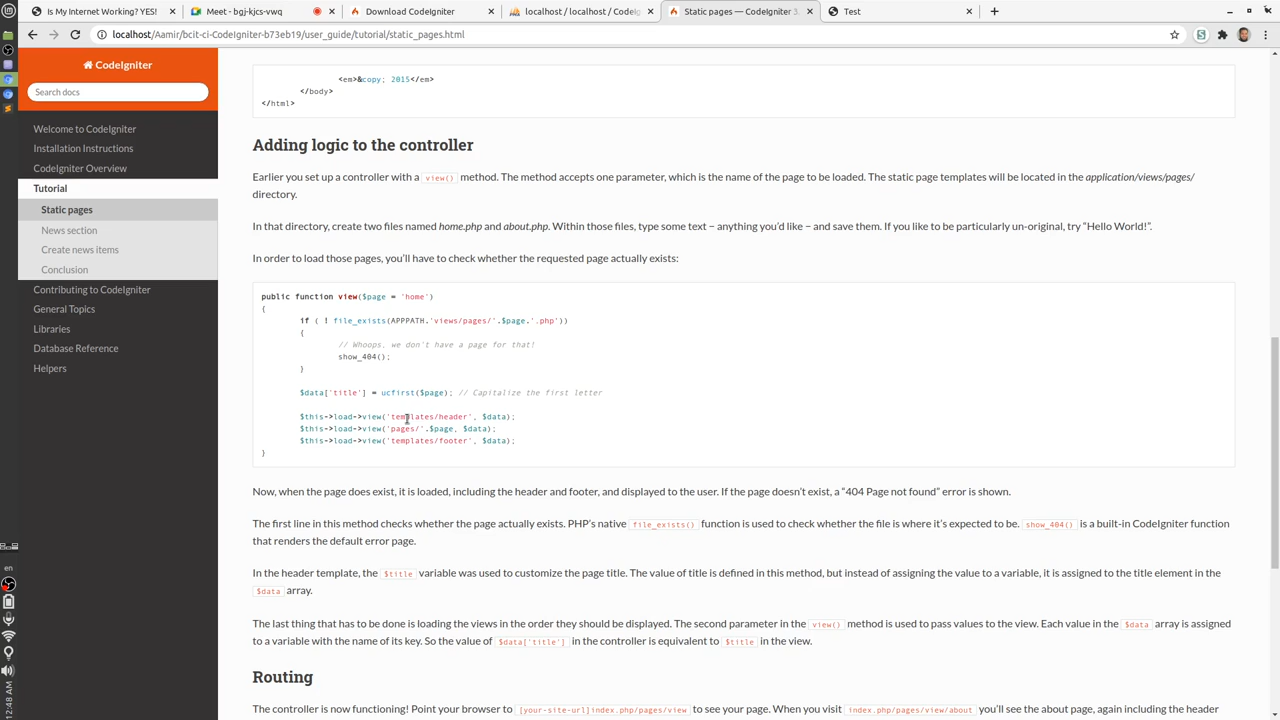 Is My Internet Working? YES!
Meet - bgj-kjcs-vwq
Download CodeIgniter
localhost / localhost / CodeIg
Static pages — CodeIgniter 3.
Test
localhost/Aamir/bcit-ci-CodeIgniter-b73eb19/user_guide/tutorial/static_pages.html
CodeIgniter
Search docs
Welcome to CodeIgniter
Installation Instructions
CodeIgniter Overview
Tutorial
Static pages
News section
Create news items
Conclusion
Contributing to CodeIgniter
General Topics
Libraries
Database Reference
Helpers
en
12:48 AM
<em>&copy; 2015</em>
</body>
</html>
Adding logic to the controller
Earlier you set up a controller with a view() method. The method accepts one parameter, which is the name of the page to be loaded. The static page templates will be located in the application/views/pages/
directory.
In that directory, create two files named home.php and about.php. Within those files, type some text − anything you’d like − and save them. If you like to be particularly un-original, try “Hello World!”.
In order to load those pages, you’ll have to check whether the requested page actually exists:
public function view($page = 'home')
{
if ( ! file_exists(APPPATH.'views/pages/'.$page.'.php'))
{
// Whoops, we don't have a page for that!
show_404();
}
$data['title'] = ucfirst($page); // Capitalize the first letter
$this->load->view('templates/header', $data);
$this->load->view('pages/'.$page, $data);
$this->load->view('templates/footer', $data);
}
Now, when the page does exist, it is loaded, including the header and footer, and displayed to the user. If the page doesn’t exist, a “404 Page not found” error is shown.
The first line in this method checks whether the page actually exists. PHP’s native file_exists() function is used to check whether the file is where it’s expected to be. show_404() is a built-in CodeIgniter function
that renders the default error page.
In the header template, the $title variable was used to customize the page title. The value of title is defined in this method, but instead of assigning the value to a variable, it is assigned to the title element in the
$data array.
The last thing that has to be done is loading the views in the order they should be displayed. The second parameter in the view() method is used to pass values to the view. Each value in the $data array is assigned
to a variable with the name of its key. So the value of $data['title'] in the controller is equivalent to $title in the view.
Routing
The controller is now functioning! Point your browser to [your-site-url]index.php/pages/view to see your page. When you visit index.php/pages/view/about you’ll see the about page, again including the header